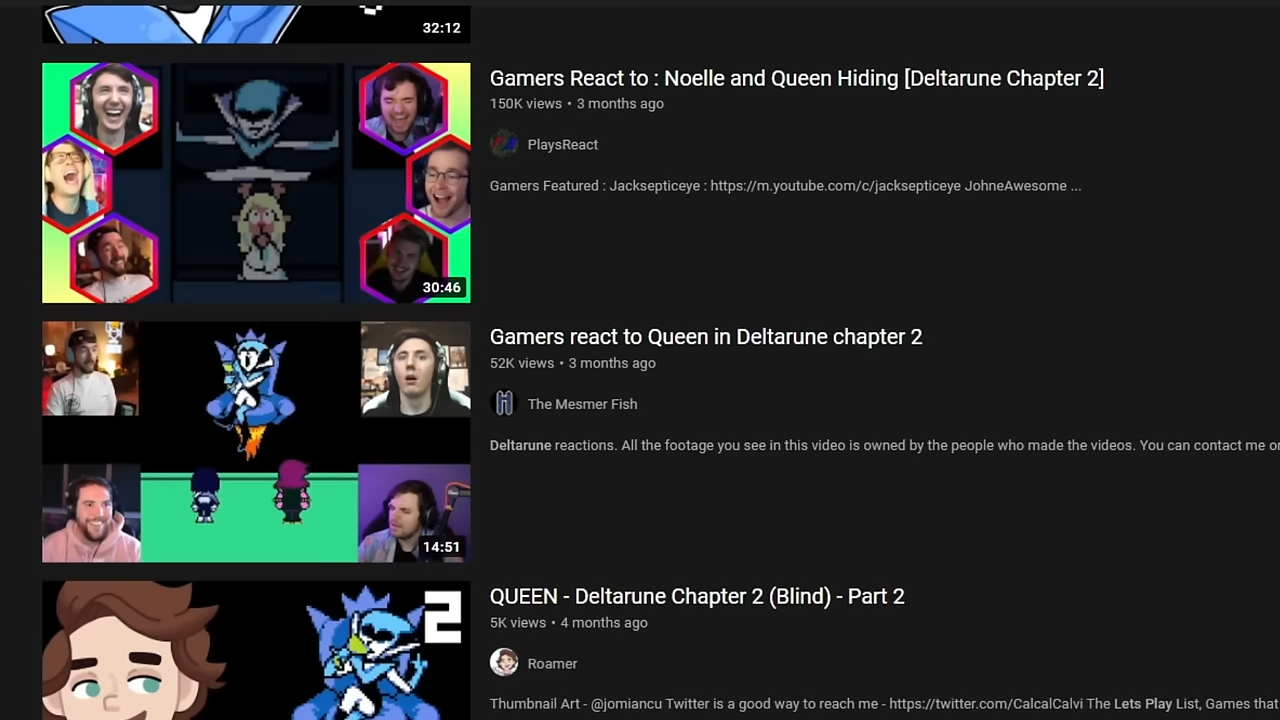 32:12
Gamers React to : Noelle and Queen Hiding [Deltarune Chapter 2]
150K views • 3 months ago
PlaysReact
Gamers Featured : Jacksepticeye : https://m.youtube.com/c/jacksepticeye JohneAwesome ...
30:46
Gamers react to Queen in Deltarune chapter 2
52K views • 3 months ago
The Mesmer Fish
Deltarune reactions. All the footage you see in this video is owned by the people who made the videos. You can contact me
14:51
2
QUEEN - Deltarune Chapter 2 (Blind) - Part 2
5K views • 4 months ago
Roamer
Thumbnail Art - @jomiancu Twitter is a good way to reach me - https://twitter.com/CalcalCalvi The Lets Play List, Games that